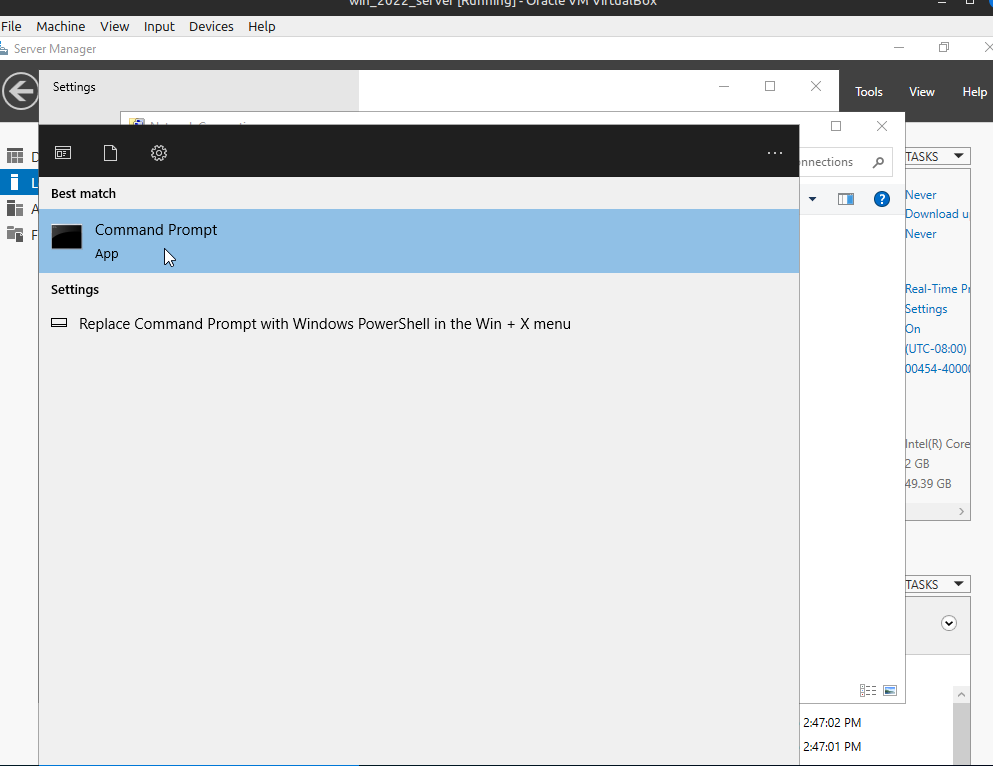 win_2022_server [Running] - Oracle VM VirtualBox
File Machine View Input Devices Help
Server Manager
Settings
Tools View Help
D
L
A
F
nnections
TASKS
Best match
Command Prompt
App
Settings
Replace Command Prompt with Windows PowerShell in the Win + X menu
Never
Download u
Never
Real-Time Pr
Settings
On
(UTC-08:00)
00454-40000
Intel(R) Core
2 GB
49.39 GB
TASKS
2:47:02 PM
2:47:01 PM